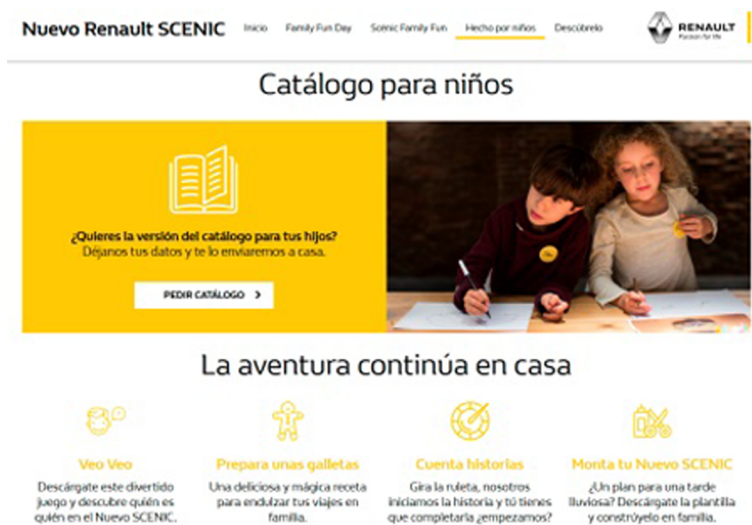 Nuevo Renault SCENIC Inicio Family Fun Day Scénic Family Fun Hecho por niños Descúbrelo RENAULT
Passion for life
Catálogo para niños
¿Quieres la versión del catálogo para tus hijos?
Déjanos tus datos y te lo enviaremos a casa.
PEDIR CATÁLOGO >
La aventura continúa en casa
Veo Veo
Descárgate este divertido
juego y descubre quién es
quién en el Nuevo SCENIC.
Prepara unas galletas
Una deliciosa y mágica receta
para endulzar tus viajes en
familia.
Cuenta historias
Gira la ruleta, nosotros
iniciamos la historia y tú tienes
que completarla ¿empezamos?
Monta tu Nuevo SCENIC
¿Un plan para una tarde
lluviosa? Descárgate la plantilla
y constrúyelo en familia.